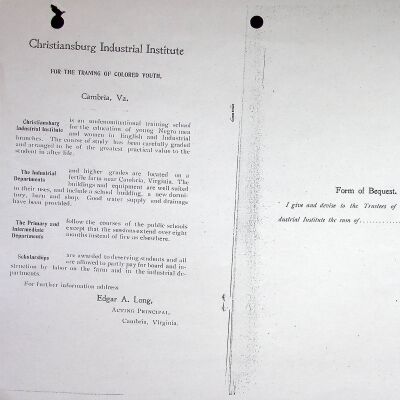 Christiansburg Industrial Institute
FOR THE TRAINING OF COLORED YOUTH.
Cambria, Va.
Christiansburg Industrial Institute is an undenominational training school
for the education of young Negro men
and women in English and Industrial
branches. The course of study has been carefully graded
and arranged to be of the greatest practical value to the
student in after life.
The Industrial Departments and higher grades are located on a
fertile farm near Cambria, Virginia. The
buildings and equipment are well suited
to their uses, and include a school building, a new dormi-
tory, barn and shop. Good water supply and drainage
have been provided.
The Primary and Intermediate Departments follow the courses of the public schools
except that the sessions extend over eight
months instead of five as elsewhere.
Scholarships are awarded to deserving students and all
are allowed to partly pay for board and in-
struction by labor on the farm and in the industrial de-
partments.
For further information address
Edgar A. Long,
ACTING PRINCIPAL,
Cambria, Virginia.
Form of Bequest.
I give and devise to the Trustees of
dustrial Institute the sum of............